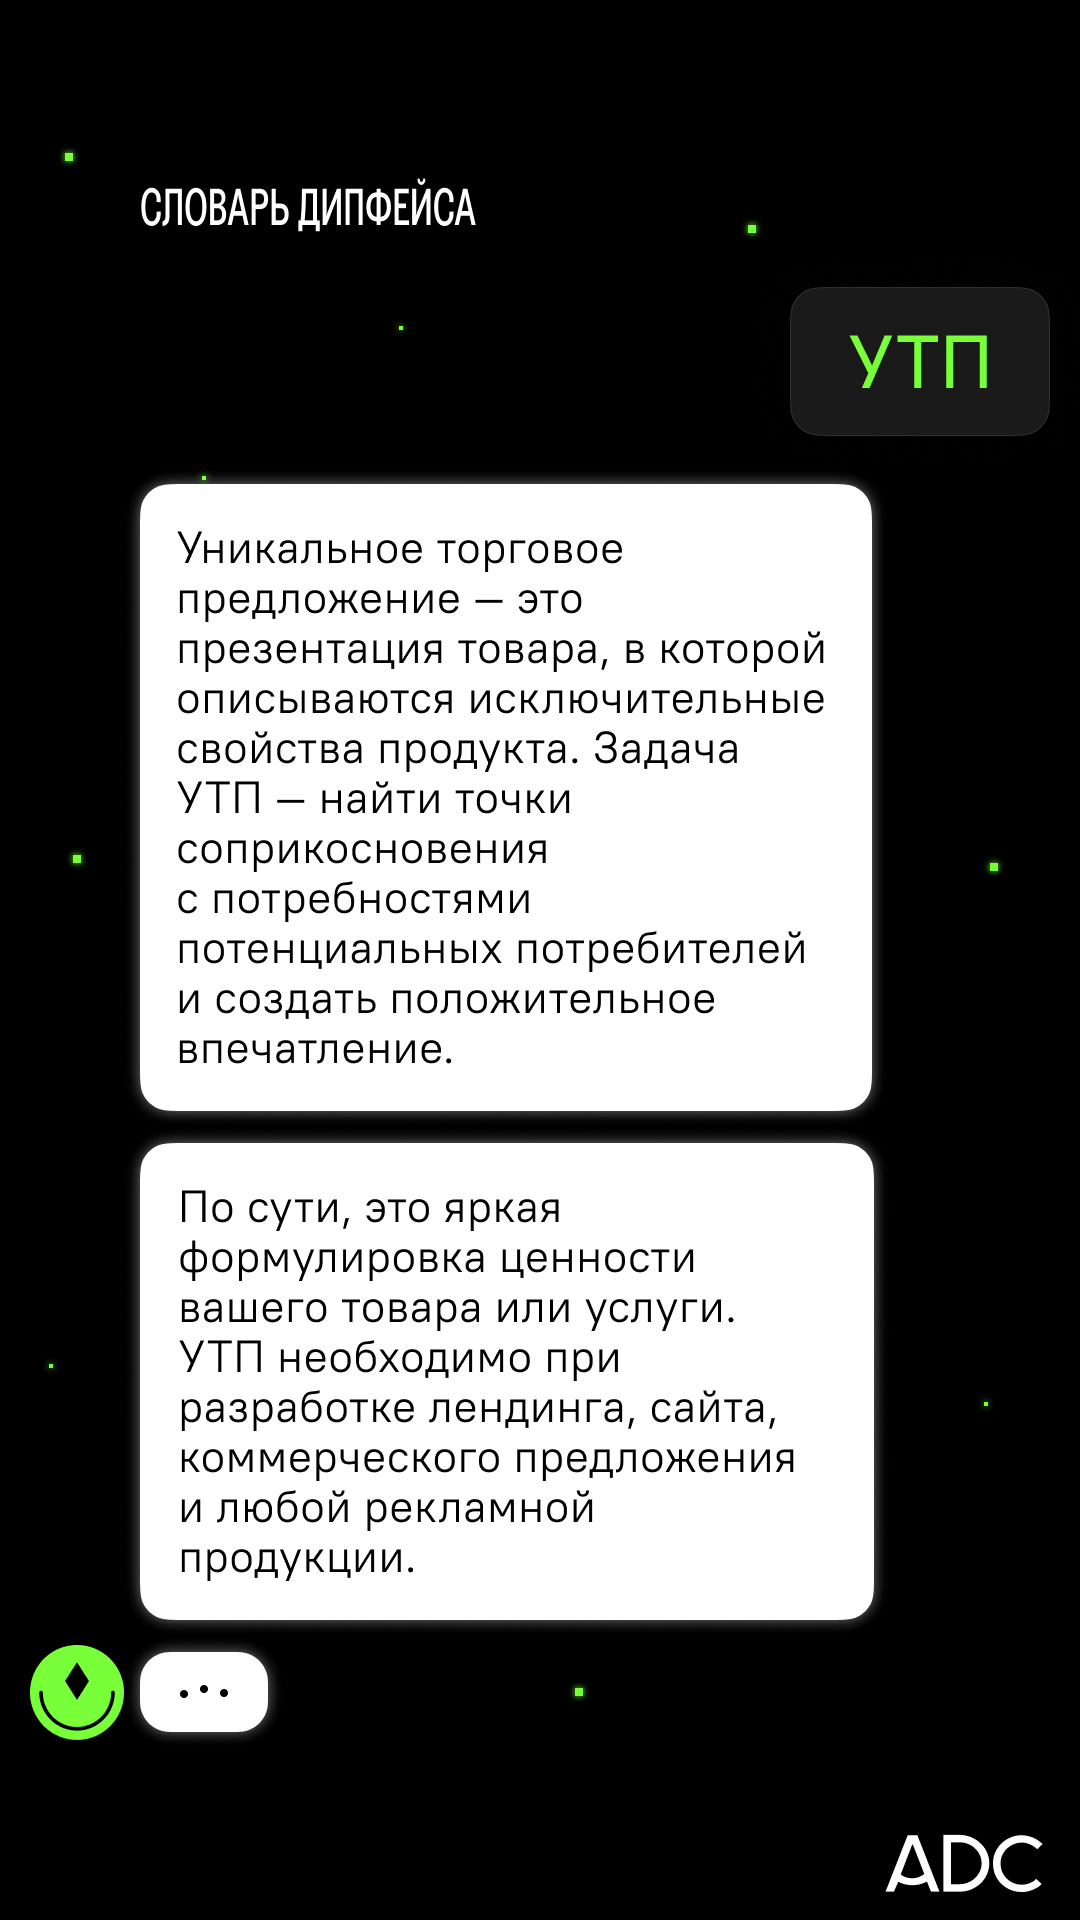 СЛОВАРЬ ДИПФЕЙСА
УТП
Уникальное торговое
предложение — это
презентация товара, в которой
описываются исключительные
свойства продукта. Задача
УТП — найти точки
соприкосновения
с потребностями
потенциальных потребителей
и создать положительное
впечатление.
По сути, это яркая
формулировка ценности
вашего товара или услуги.
УТП необходимо при
разработке лендинга, сайта,
коммерческого предложения
и любой рекламной
продукции.
ADC